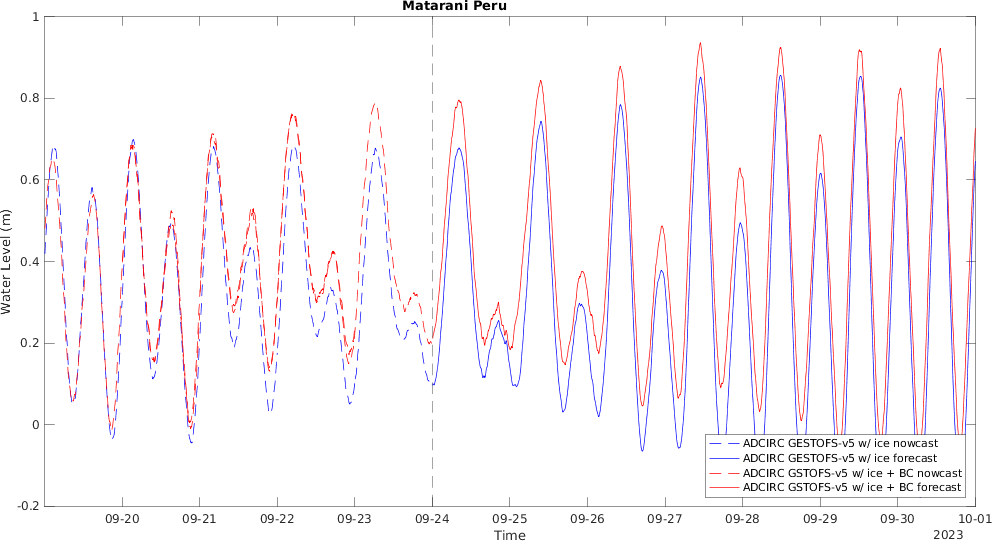 Matarani Peru
1
0.8
0.6
0.4
0.2
0
-0.2
Water Level (m)
ADCIRC GESTOFS-v5 w/ ice nowcast
ADCIRC GESTOFS-v5 w/ ice forecast
ADCIRC GSTOFS-v5 w/ ice + BC nowcast
ADCIRC GSTOFS-v5 w/ ice + BC forecast
09-20 09-21 09-22 09-23 09-24 09-25 09-26 09-27 09-28 09-29 09-30 10-01
Time
2023